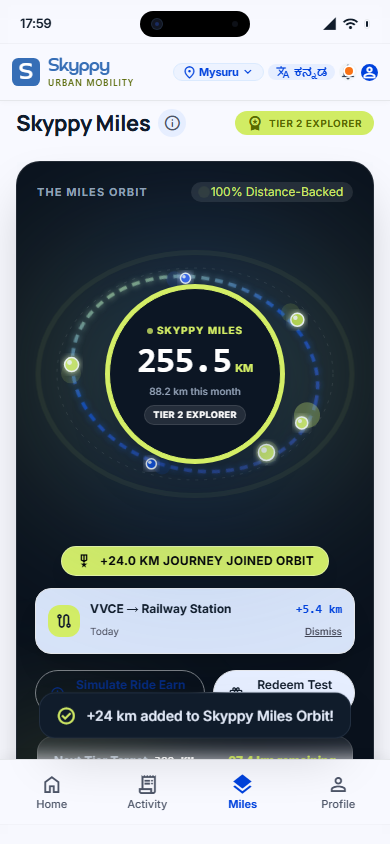 17:59
S Skyppy
URBAN MOBILITY
Mysuru
ಕನ್ನಡ
Skyppy Miles
TIER 2 EXPLORER
THE MILES ORBIT
100% Distance-Backed
SKYPPY MILES
255.5 KM
88.2 km this month
TIER 2 EXPLORER
+24.0 KM JOURNEY JOINED ORBIT
VVCE → Railway Station
+5.4 km
Today
Dismiss
Simulate Ride Earn
Redeem Test
+24 km added to Skyppy Miles Orbit!
Next Tier Target:
Home
Activity
Miles
Profile